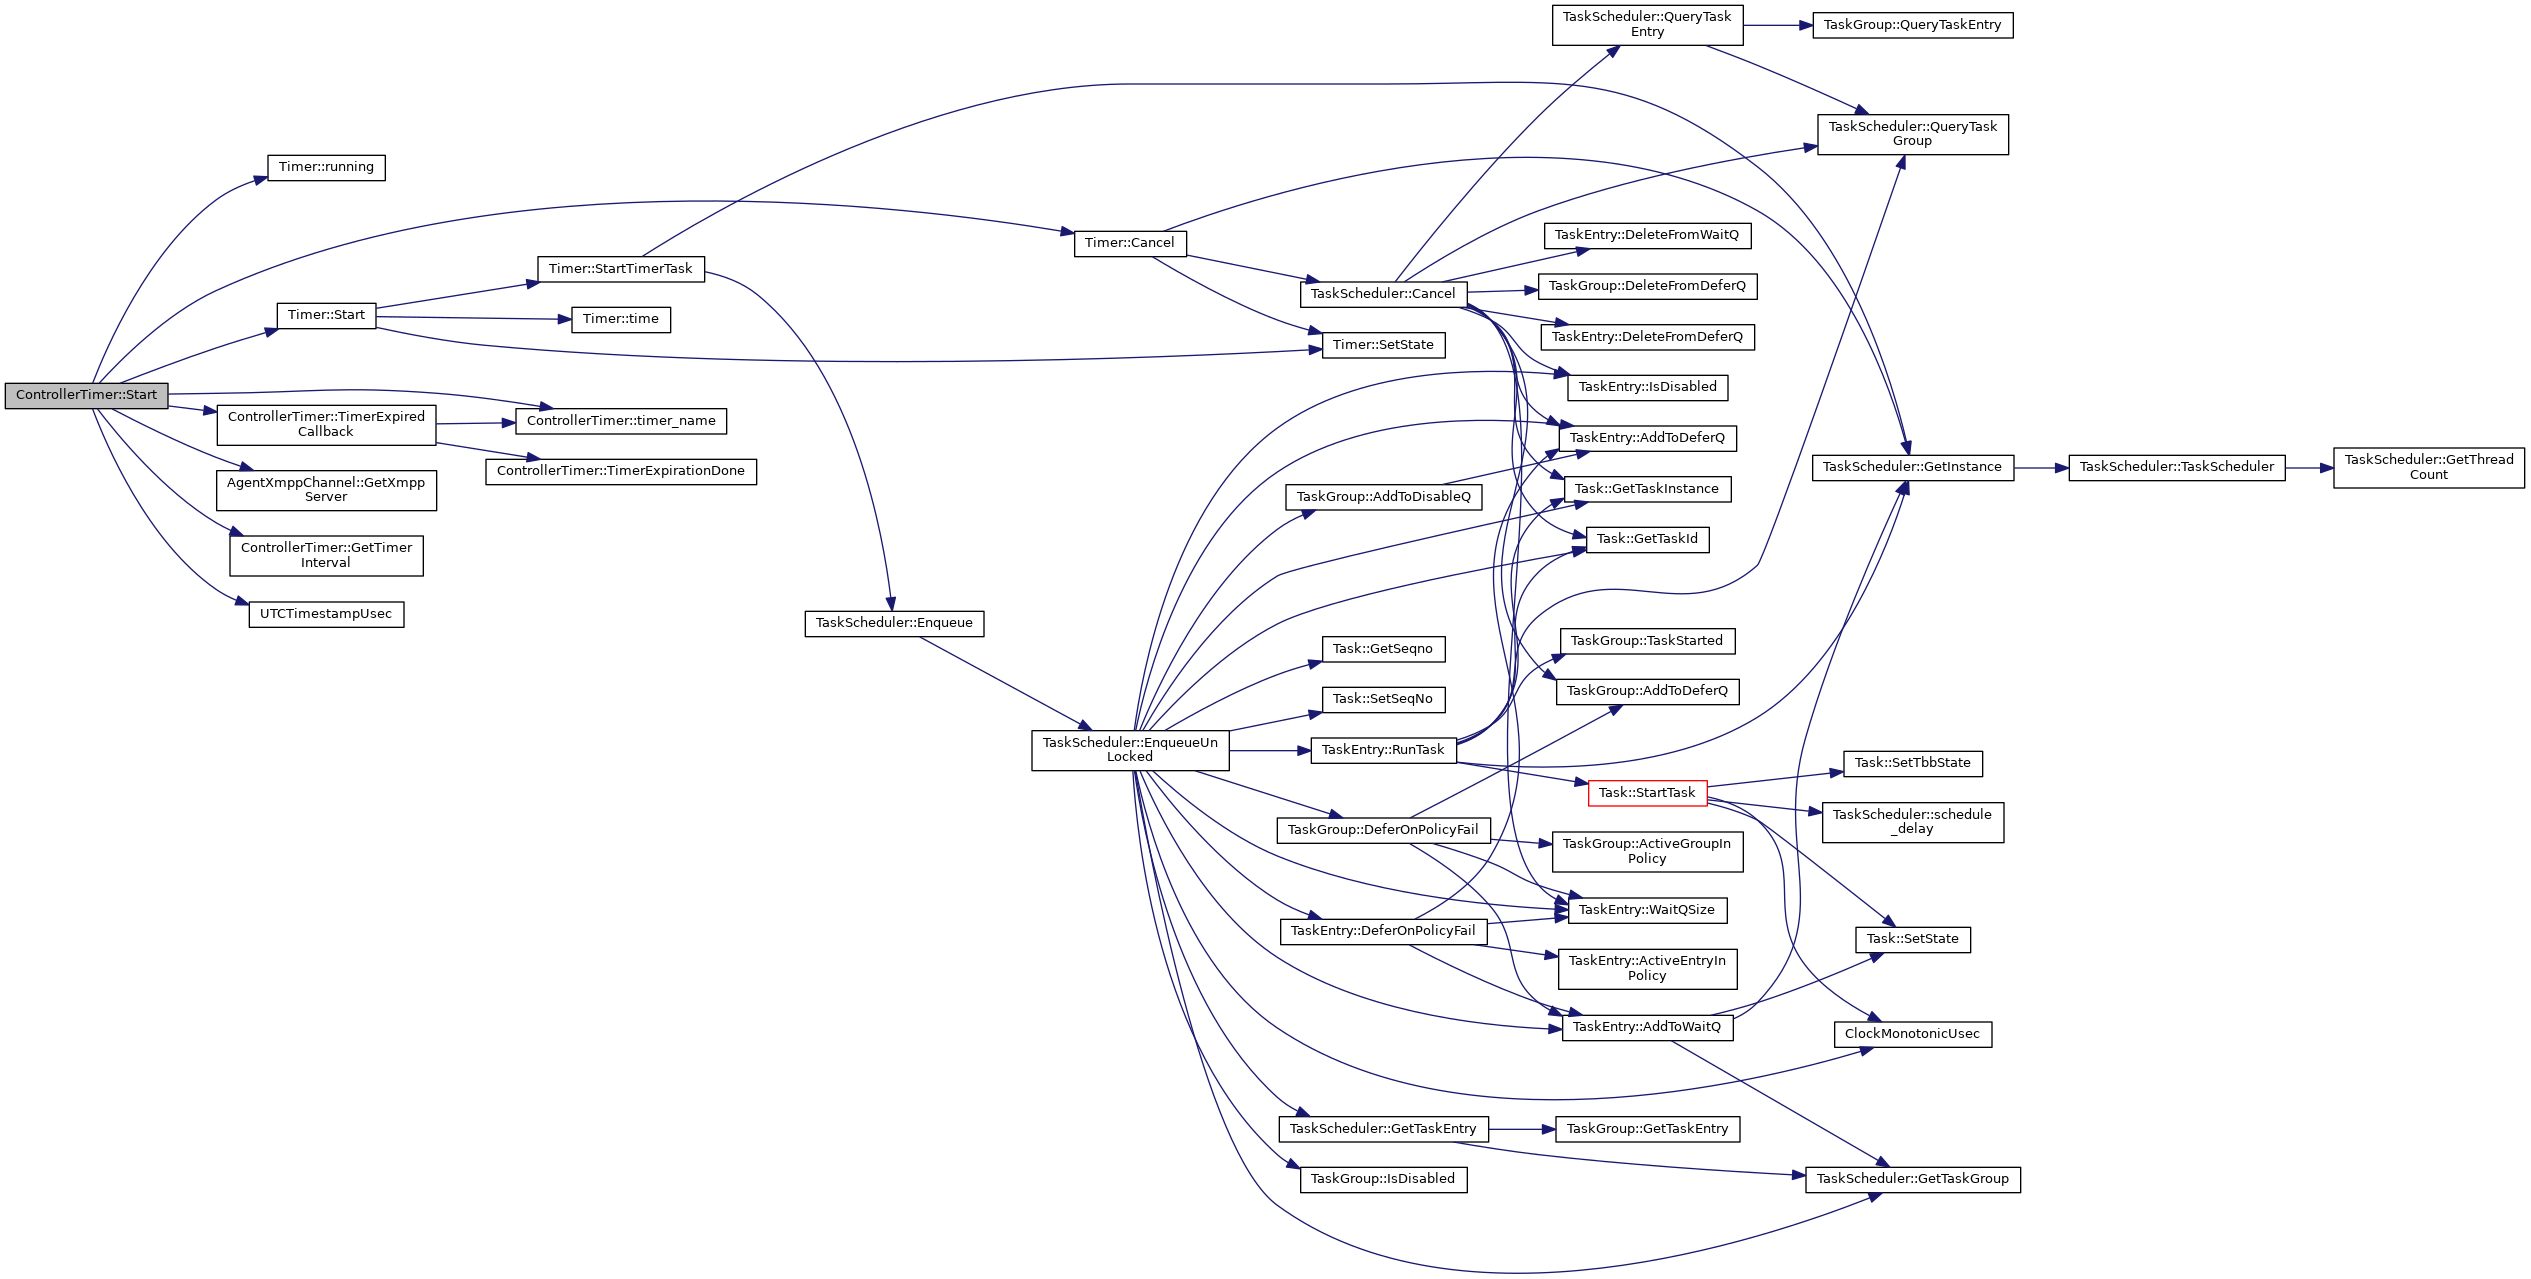 ControllerTimer::Start
Timer::running
Timer::Start
ControllerTimer::TimerExpired
Callback
AgentXmppChannel::GetXmpp
Server
ControllerTimer::GetTimer
Interval
UTCTimestampUsec
Timer::StartTimerTask
Timer::time
ControllerTimer::timer_name
ControllerTimer::TimerExpirationDone
TaskScheduler::Enqueue
Timer::Cancel
TaskScheduler::EnqueueUn
Locked
TaskScheduler::Cancel
Timer::SetState
TaskGroup::AddToDisableQ
Task::GetSeqno
Task::SetSeqNo
TaskEntry::RunTask
TaskGroup::DeferOnPolicyFail
TaskEntry::DeferOnPolicyFail
TaskScheduler::GetTaskEntry
TaskGroup::IsDisabled
TaskScheduler::QueryTask
Entry
TaskEntry::DeleteFromWaitQ
TaskGroup::DeleteFromDeferQ
TaskEntry::DeleteFromDeferQ
TaskEntry::IsDisabled
TaskEntry::AddToDeferQ
Task::GetTaskInstance
Task::GetTaskId
TaskGroup::TaskStarted
TaskGroup::AddToDeferQ
Task::StartTask
TaskGroup::ActiveGroupIn
Policy
TaskEntry::WaitQSize
TaskEntry::ActiveEntryIn
Policy
TaskEntry::AddToWaitQ
TaskGroup::GetTaskEntry
TaskGroup::QueryTaskEntry
TaskScheduler::QueryTask
Group
TaskScheduler::GetInstance
Task::SetTbbState
TaskScheduler::schedule
_delay
Task::SetState
ClockMonotonicUsec
TaskScheduler::GetTaskGroup
TaskScheduler::TaskScheduler
TaskScheduler::GetThread
Count